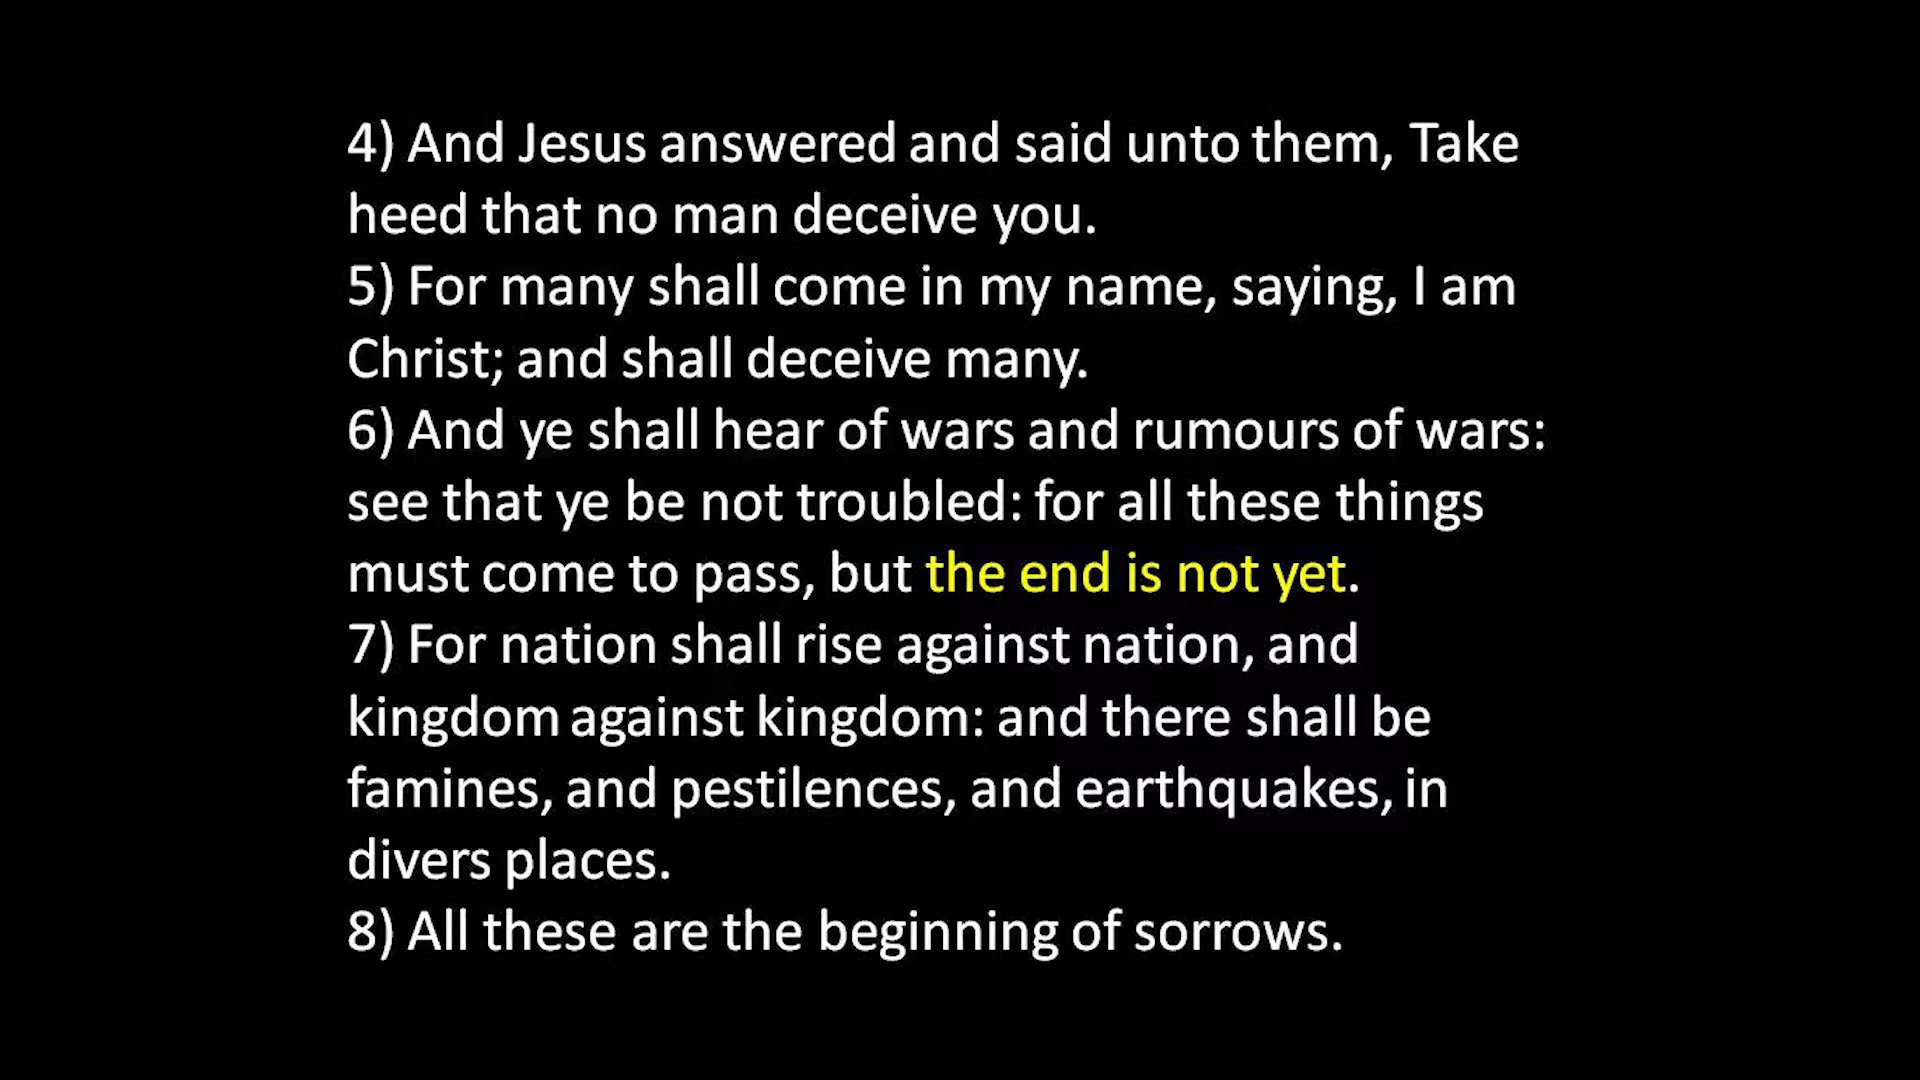 4) And Jesus answered and said unto them, Take
heed that no man deceive you.
5) For many shall come in my name, saying, I am
Christ; and shall deceive many.
6) And ye shall hear of wars and rumours of wars:
see that ye be not troubled: for all these things
must come to pass, but the end is not yet.
7) For nation shall rise against nation, and
kingdom against kingdom: and there shall be
famines, and pestilences, and earthquakes, in
divers places.
8) All these are the beginning of sorrows.